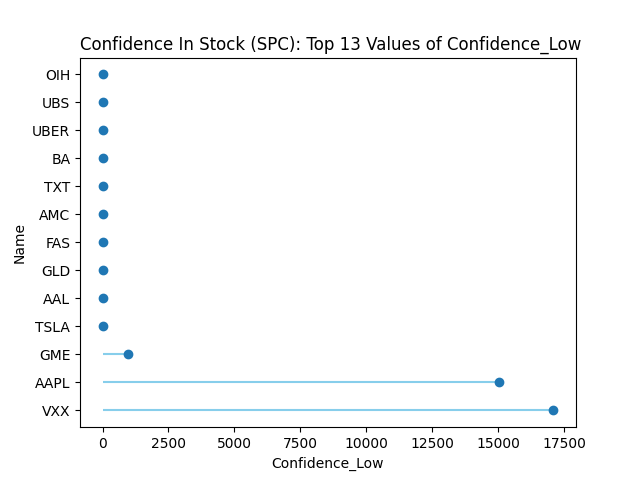 Confidence In Stock (SPC): Top 13 Values of Confidence_Low
OIH
UBS
UBER
BA
TXT
AMC
FAS
GLD
AAL
TSLA
GME
AAPL
VXX
Name
0 2500 5000 7500 10000 12500 15000 17500
Confidence_Low